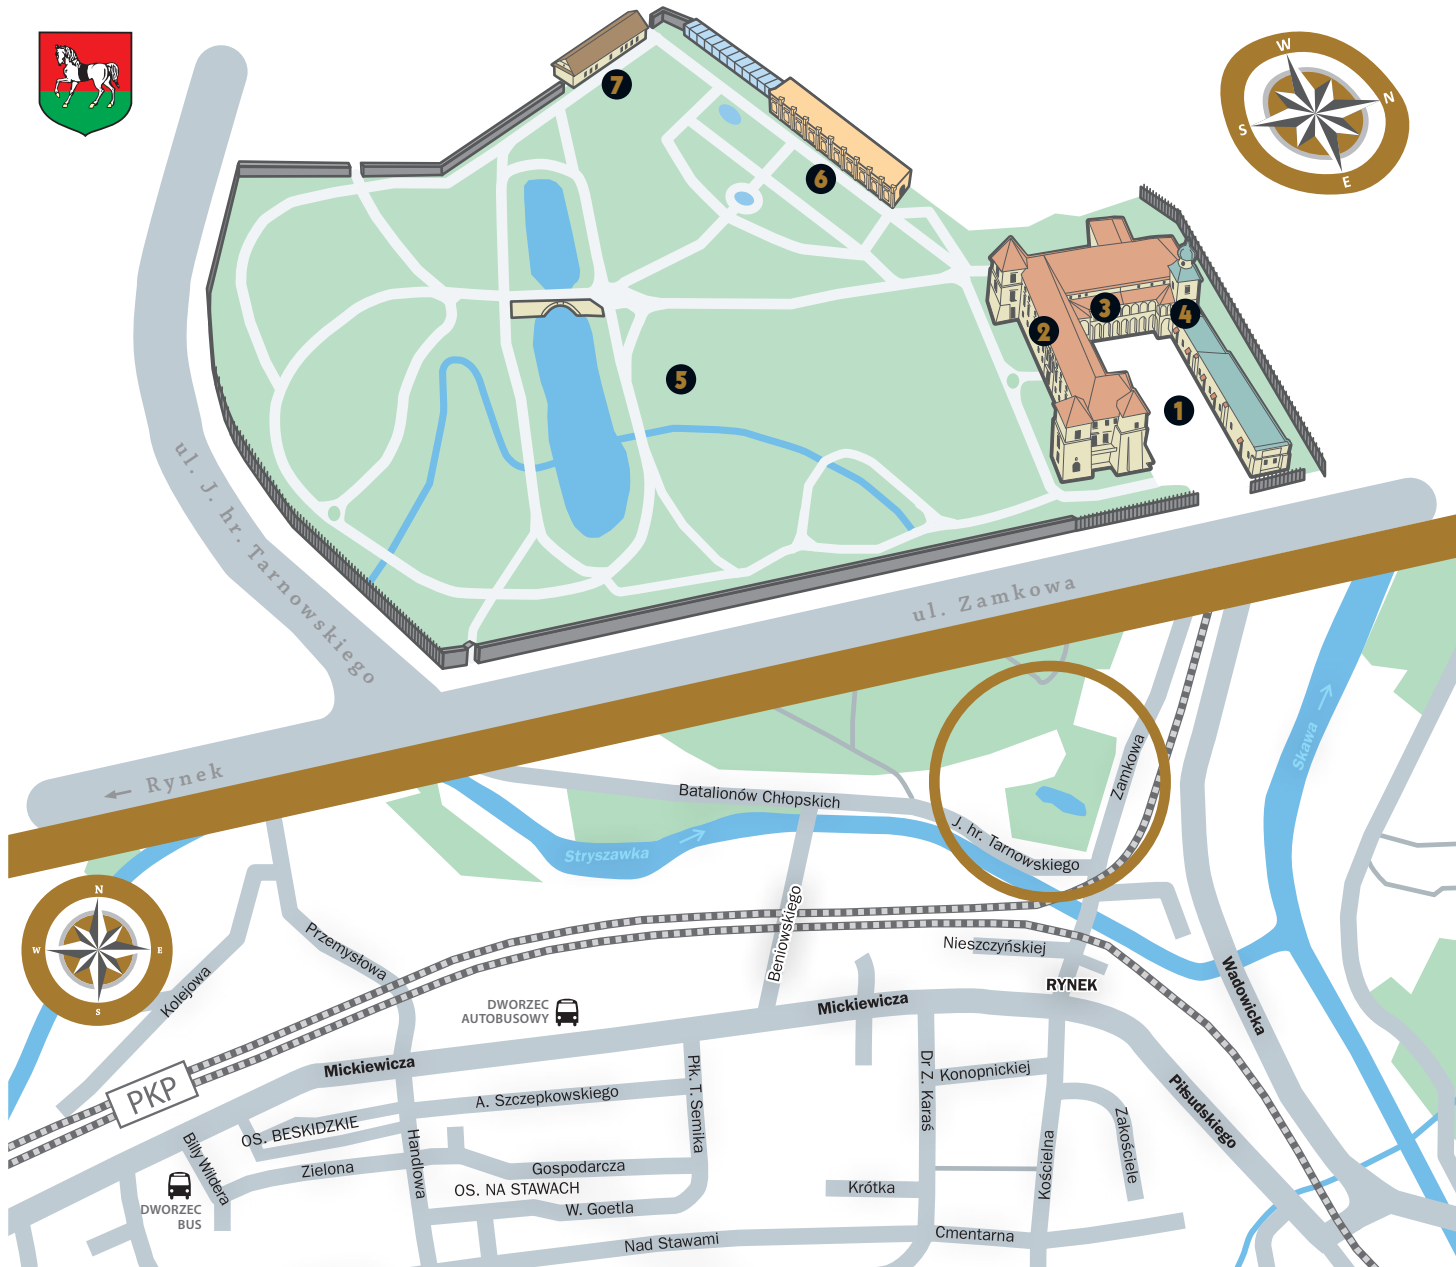 W
N
S
E
7
6
3
4
2
5
1
ul. J. hr. Tarnowskiego
ul. Zamkowa
← Rynek
Skawa →
Zamkowa
Batalionów Chłopskich
J. hr. Tarnowskiego
Stryszawka →
N
W
E
S
Przemysłowa
Beniowskiego
Kolejowa
Nieszczyńskiej
RYNEK
Wadowicka
DWORZEC
AUTOBUSOWY
Mickiewicza
Mickiewicza
PKP
Płk. T. Semika
Dr Z. Karaś
Konopnickiej
Piłsudskiego
A. Szczepkowskiego
Zakościele
OS. BESKIDZKIE
Billy Wildera
Handlowa
Kościelna
Zielona
Gospodarcza
OS. NA STAWACH
Krótka
W. Goetla
DWORZEC
BUS
Nad Stawami
Cmentarna